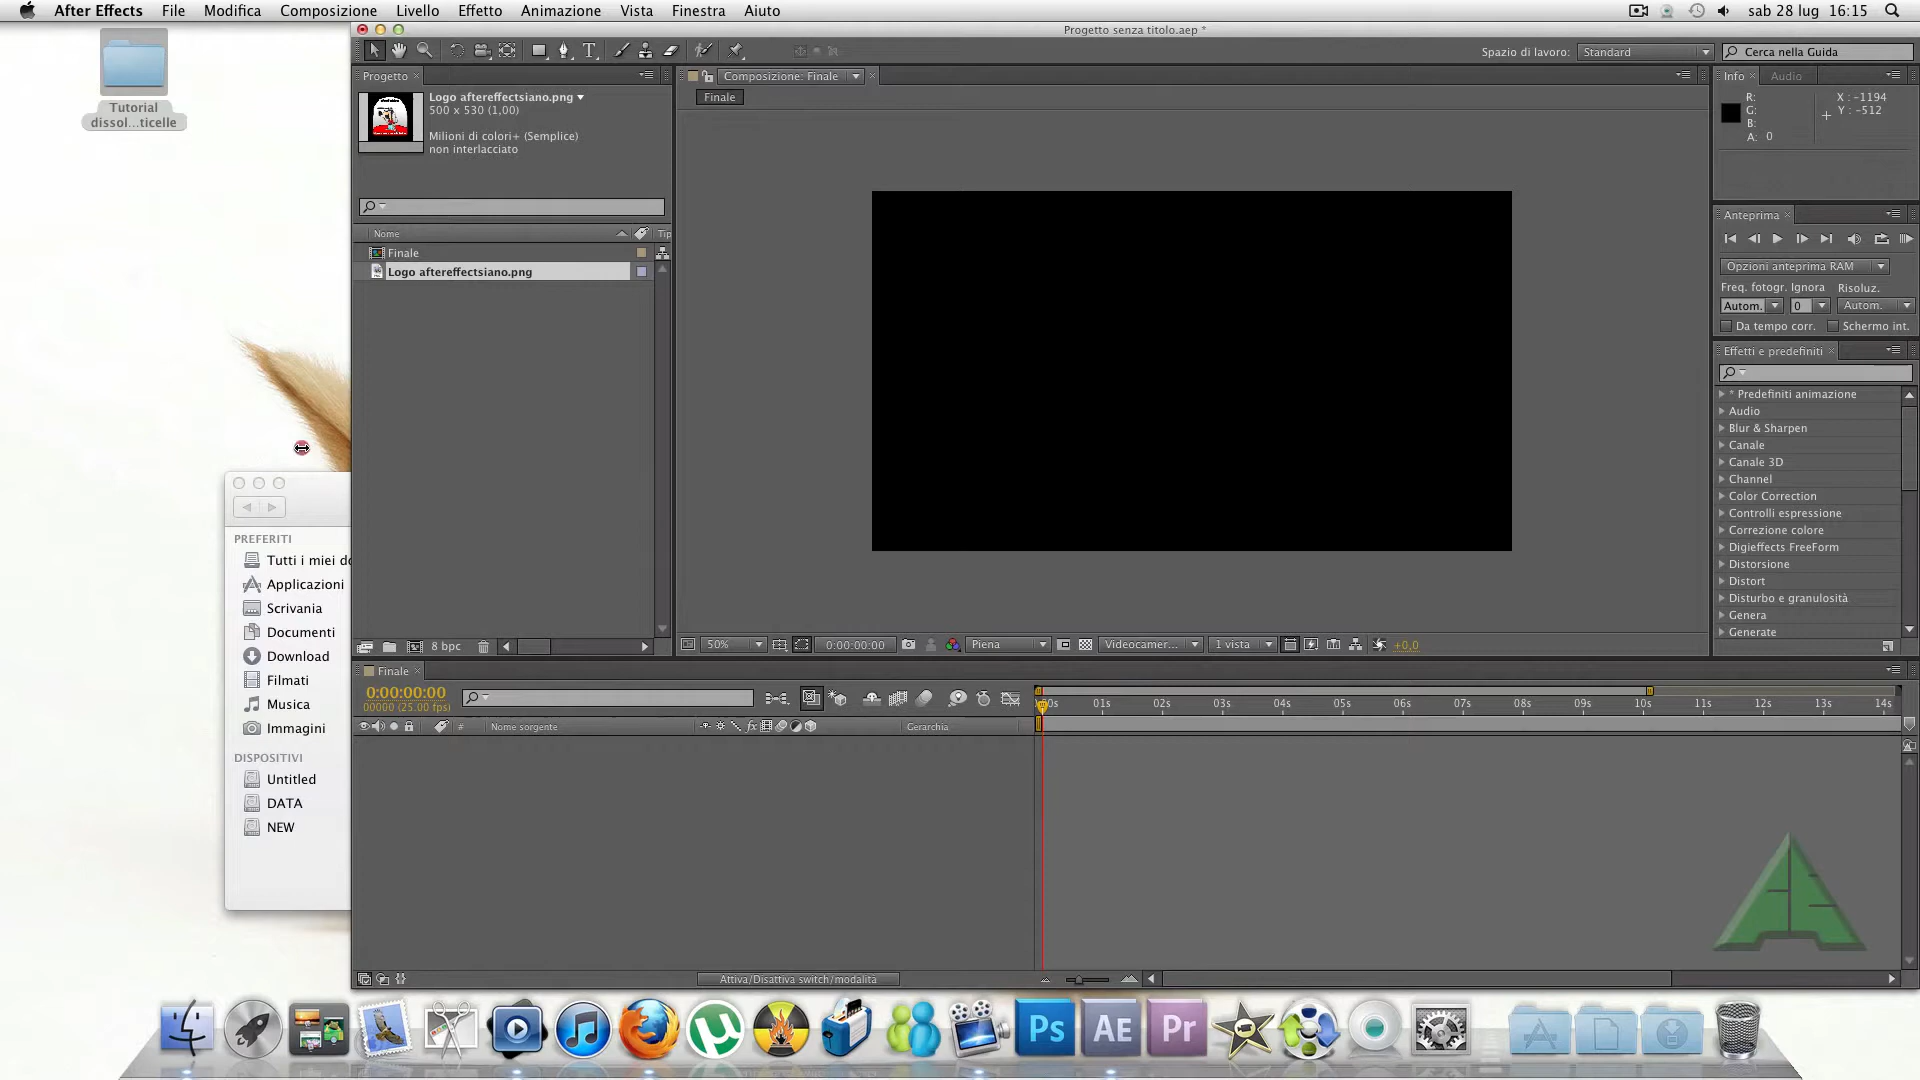 After Effects File Modifica Composizione Livello Effetto Animazione Vista Finestra Aiuto sab 28 lug 16:15
Tutorial
dissol...ticelle
Progetto senza titolo.aep *
Spazio di lavoro: Standard Cerca nella Guida
Progetto
Logo aftereffectsiano.png
500 x 530 (1,00)
Milioni di colori+ (Semplice)
non interlacciato
Nome Tip
Finale
Logo aftereffectsiano.png
8 bpc
Composizione: Finale
Finale
50% 0:00:00:00 Piena Videocamer... 1 vista +0,0
Info Audio
R: X : -1194
G: Y : -512
B:
A: 0
Anteprima
Opzioni anteprima RAM
Freq. fotogr. Ignora Risoluz.
Autom. 0 Autom.
Da tempo corr. Schermo int.
Effetti e predefiniti
* Predefiniti animazione
Audio
Blur & Sharpen
Canale
Canale 3D
Channel
Color Correction
Controlli espressione
Correzione colore
Digieffects FreeForm
Distorsione
Distort
Disturbo e granulosità
Genera
Generate
PREFERITI
Tutti i miei do
Applicazioni
Scrivania
Documenti
Download
Filmati
Musica
Immagini
DISPOSITIVI
Untitled
DATA
NEW
Finale
0:00:00:00
00000 (25.00 fps)
# Nome sorgente fx Gerarchia
01s 02s 03s 04s 05s 06s 07s 08s 09s 10s 11s 12s 13s 14s
Attiva/Disattiva switch/modalità
Ps AE Pr